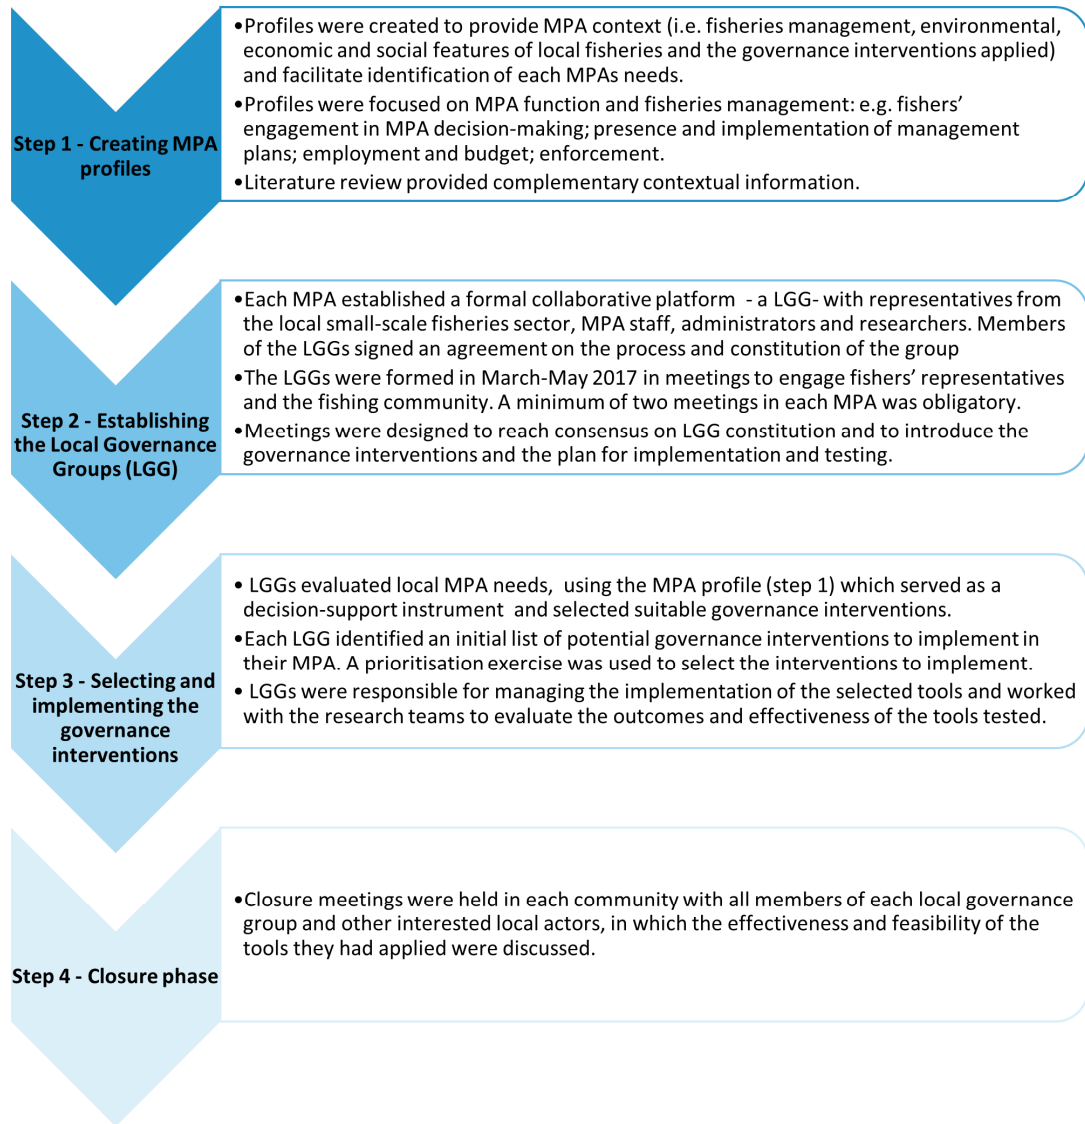 Step 1 - Creating MPA
profiles
•Profiles were created to provide MPA context (i.e. fisheries management, environmental,
economic and social features of local fisheries and the governance interventions applied)
and facilitate identification of each MPAs needs.
•Profiles were focused on MPA function and fisheries management: e.g. fishers'
engagement in MPA decision-making; presence and implementation of management
plans; employment and budget; enforcement.
•Literature review provided complementary contextual information.
Step 2 - Establishing
the Local Governance
Groups (LGG)
•Each MPA established a formal collaborative platform - a LGG- with representatives from
the local small-scale fisheries sector, MPA staff, administrators and researchers. Members
of the LGGs signed an agreement on the process and constitution of the group
•The LGGs were formed in March-May 2017 in meetings to engage fishers' representatives
and the fishing community. A minimum of two meetings in each MPA was obligatory.
•Meetings were designed to reach consensus on LGG constitution and to introduce the
governance interventions and the plan for implementation and testing.
Step 3 - Selecting and
implementing the
governance
interventions
• LGGs evaluated local MPA needs, using the MPA profile (step 1) which served as a
decision-support instrument and selected suitable governance interventions.
•Each LGG identified an initial list of potential governance interventions to implement in
their MPA. A prioritisation exercise was used to select the interventions to implement.
• LGGs were responsible for managing the implementation of the selected tools and worked
with the research teams to evaluate the outcomes and effectiveness of the tools tested.
Step 4 - Closure phase
•Closure meetings were held in each community with all members of each local governance
group and other interested local actors, in which the effectiveness and feasibility of the
tools they had applied were discussed.